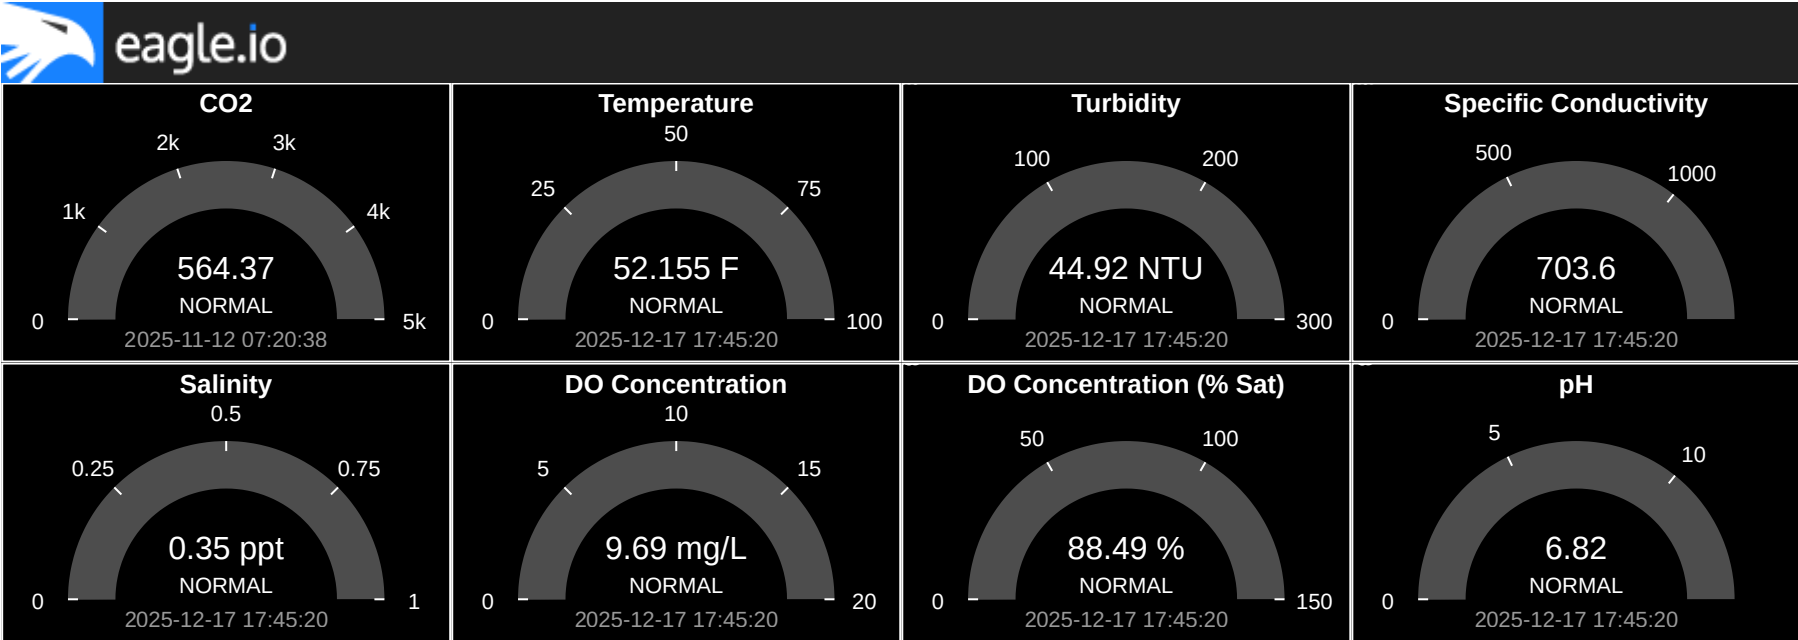 eagle.io
CO2
2k
3k
1k
4k
564.37
NORMAL
0
5k
2025-11-12 07:20:38
Temperature
50
25
75
52.155 F
NORMAL
0
100
2025-12-17 17:45:20
Turbidity
100
200
44.92 NTU
NORMAL
0
300
2025-12-17 17:45:20
Specific Conductivity
500
1000
703.6
NORMAL
0
2025-12-17 17:45:20
Salinity
0.5
0.25
0.75
0.35 ppt
NORMAL
0
1
2025-12-17 17:45:20
DO Concentration
10
5
15
9.69 mg/L
NORMAL
0
20
2025-12-17 17:45:20
DO Concentration (% Sat)
50
100
88.49 %
NORMAL
0
150
2025-12-17 17:45:20
pH
5
10
6.82
NORMAL
0
2025-12-17 17:45:20